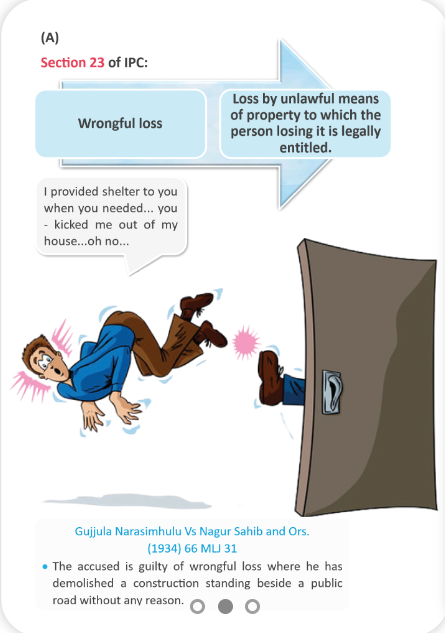 (A)
Section 23 of IPC:
Wrongful loss
Loss by unlawful means
of property to which the
person losing it is legally
entitled.
I provided shelter to you
when you needed... you
- kicked me out of my
house...oh no...
Gujjula Narasimhulu Vs Nagur Sahib and Ors.
(1934) 66 MLJ 31
• The accused is guilty of wrongful loss where he has
demolished a construction standing beside a public
road without any reason.